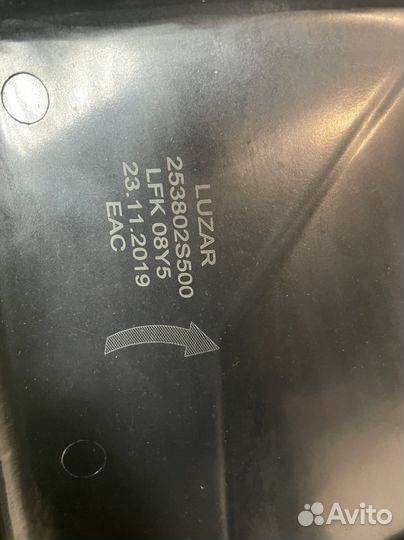 LUZAR
253802S500
LFK 08Y5
23.11.2019
EAC
Avito